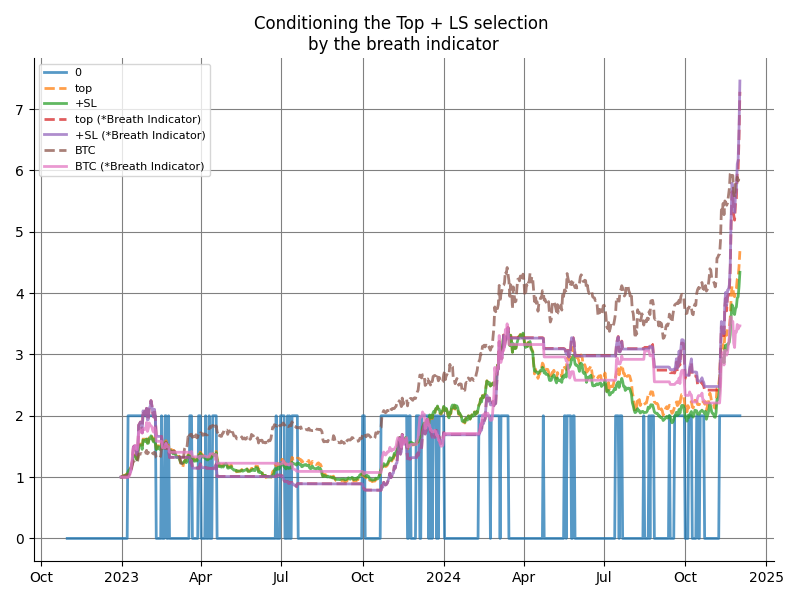 Conditioning the Top + LS selection
by the breath indicator
0
top
+SL
top (*Breath Indicator)
+SL (*Breath Indicator)
BTC
BTC (*Breath Indicator)
7
6
5
4
3
2
1
0
Oct 2023 Apr Jul Oct 2024 Apr Jul Oct 2025